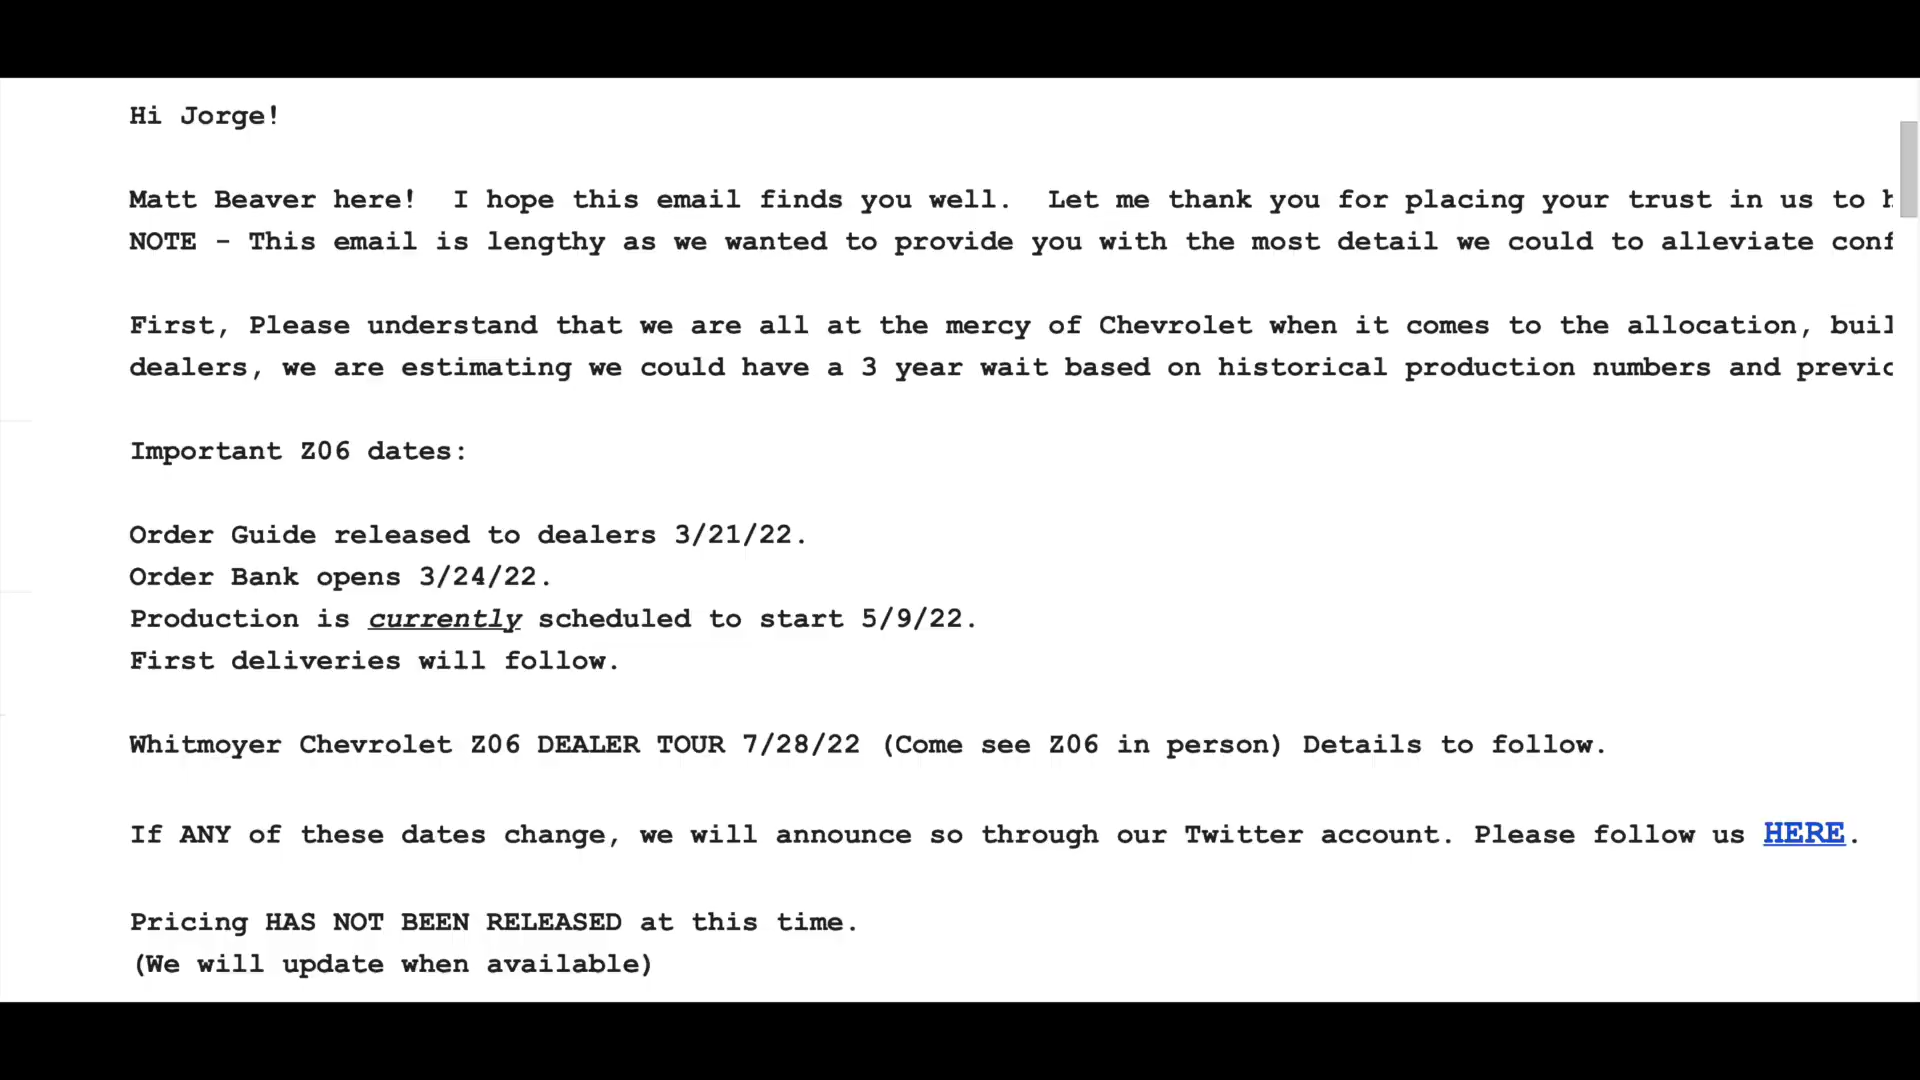 Hi Jorge!
Matt Beaver here!  I hope this email finds you well.  Let me thank you for placing your trust in us to
NOTE - This email is lengthy as we wanted to provide you with the most detail we could to alleviate
First, Please understand that we are all at the mercy of Chevrolet when it comes to the allocation,
dealers, we are estimating we could have a 3 year wait based on historical production numbers and
Important Z06 dates:
Order Guide released to dealers 3/21/22.
Order Bank opens 3/24/22.
Production is currently scheduled to start 5/9/22.
First deliveries will follow.
Whitmoyer Chevrolet Z06 DEALER TOUR 7/28/22 (Come see Z06 in person) Details to follow.
If ANY of these dates change, we will announce so through our Twitter account. Please follow us HERE.
Pricing HAS NOT BEEN RELEASED at this time.
(We will update when available)